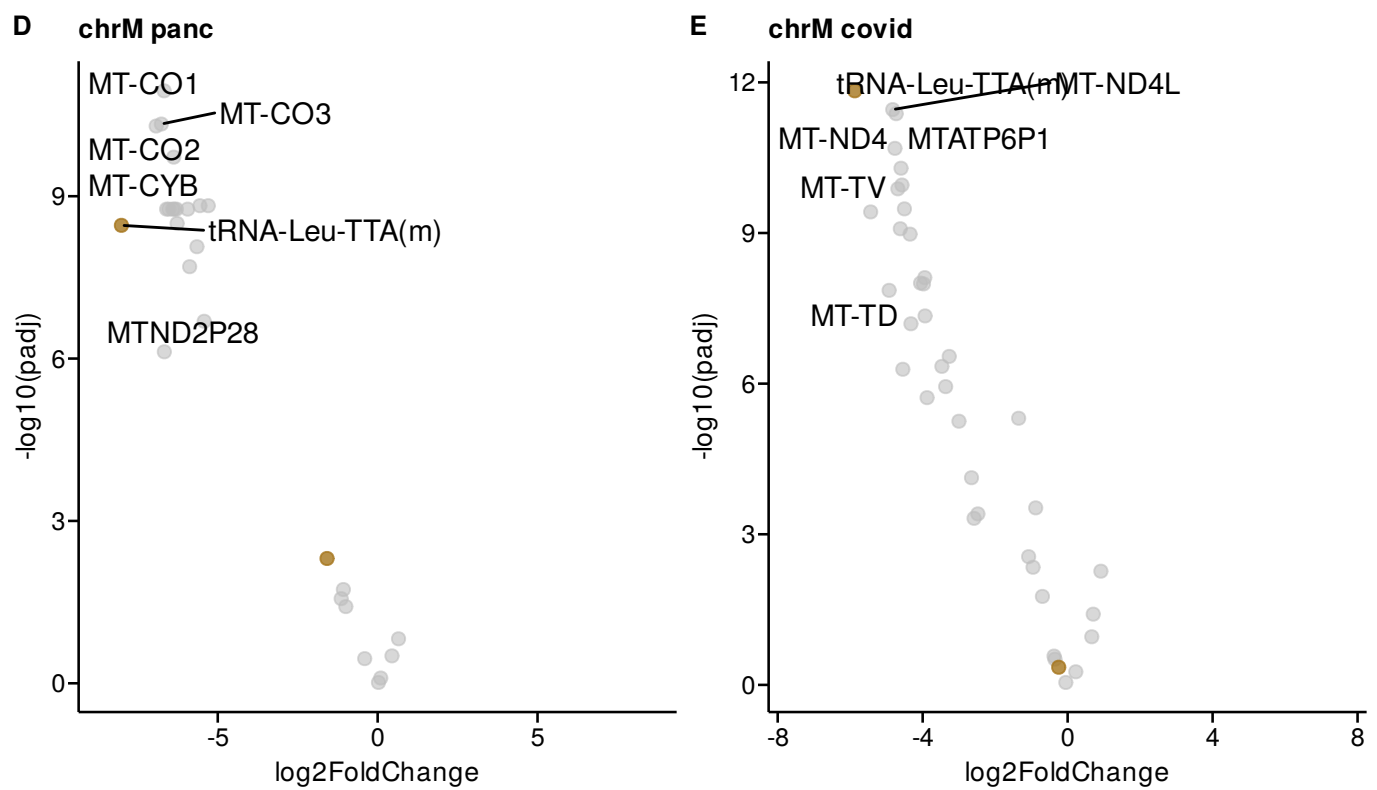 D chrM panc
MT-CO1
MT-CO3
MT-CO2
MT-CYB
tRNA-Leu-TTA(m)
MTND2P28
9
6
3
0
-5
0
5
-log10(padj)
log2FoldChange
E chrM covid
tRNA-Leu-TTA(m)
MT-ND4L
MT-ND4
MTATP6P1
MT-TV
MT-TD
12
9
6
3
0
-8
-4
0
4
8
-log10(padj)
log2FoldChange